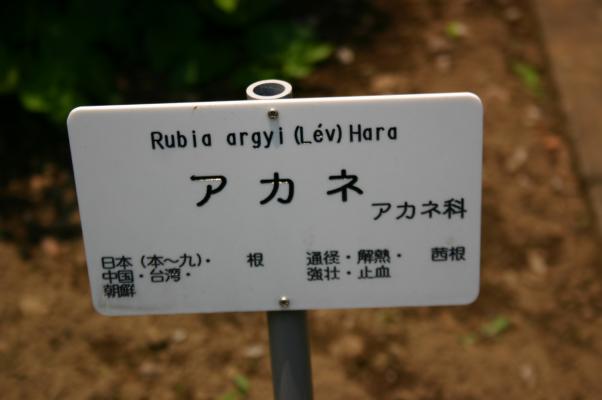 Rubia argyi (Lév) Hara
アカネ
アカネ科
日本(本〜九)・ 根 通径・解熱・ 茜根
中国・台湾・ 強壮・止血
朝鮮